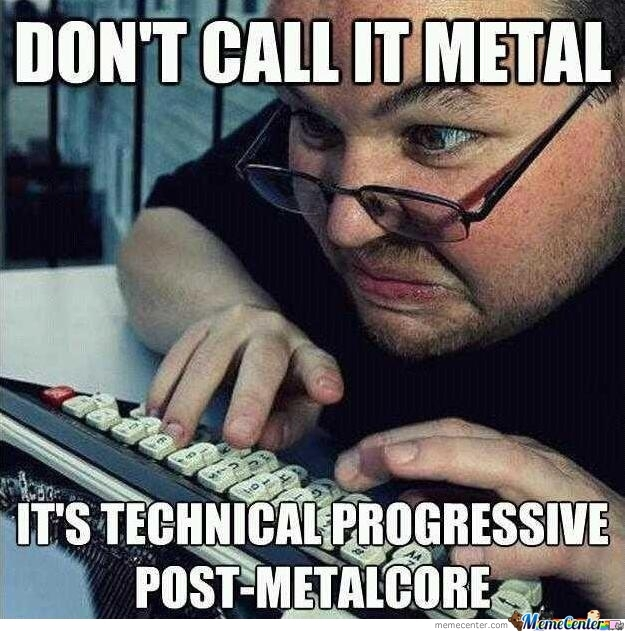 DON'T CALL IT METAL
IT'S TECHNICAL PROGRESSIVE
POST-METALCORE
memecenter.com MemeCenter